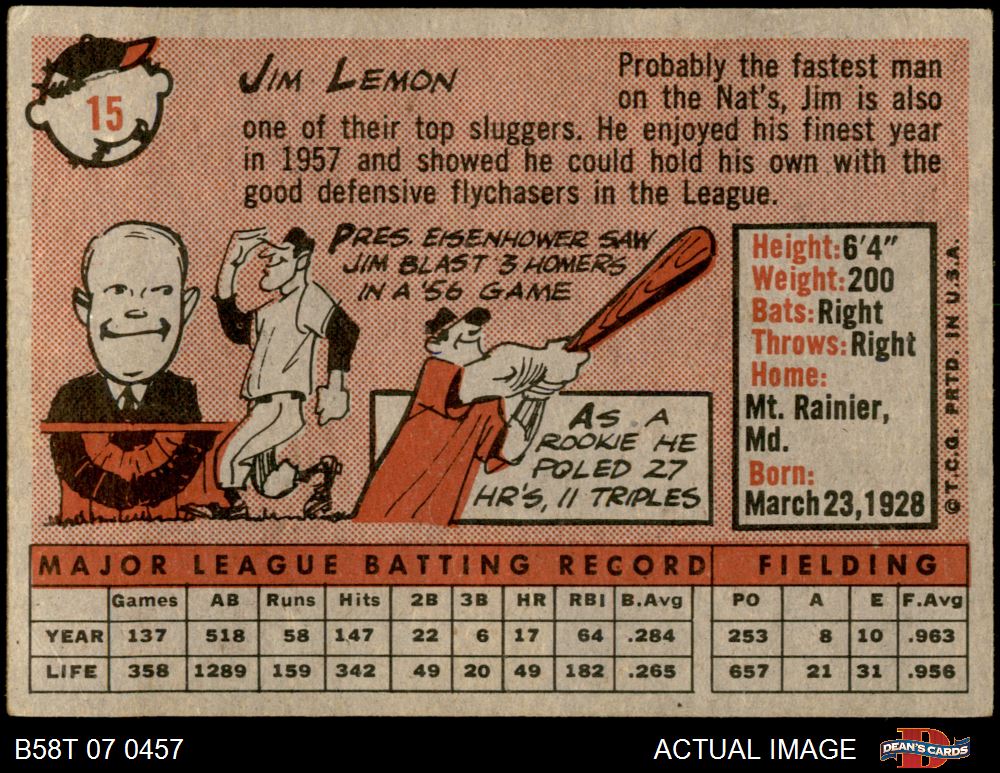 15
JIM LEMON
Probably the fastest man
on the Nat's, Jim is also
one of their top sluggers. He enjoyed his finest year
in 1957 and showed he could hold his own with the
good defensive flychasers in the League.
PRES. EISENHOWER SAW
JIM BLAST 3 HOMERS
IN A '56 GAME
AS A
ROOKIE HE
POLED 27
HR'S, 11 TRIPLES
Height: 6'4"
Weight: 200
Bats: Right
Throws: Right
Home:
Mt. Rainier,
Md.
Born:
March 23, 1928
© T.C.G. PRTD. IN U.S.A.
MAJOR LEAGUE BATTING RECORD FIELDING
Games AB Runs Hits 2B 3B HR RBI B.Avg PO A E F.Avg
YEAR 137 518 58 147 22 6 17 64 .284 253 8 10 .963
LIFE 358 1289 159 342 49 20 49 182 .265 657 21 31 .956
B58T 07 0457 ACTUAL IMAGE DEAN'S CARDS